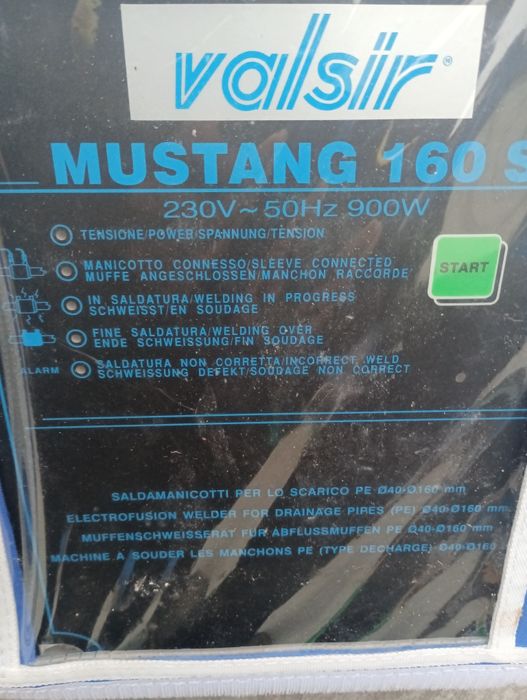 valsir®
MUSTANG 160 S
230V~50Hz 900W
TENSIONE/POWER SPANNUNG/TENSION
MANICOTTO CONNESSO/SLEEVE CONNECTED
MUFFE ANGESCHLOSSEN/MANCHON RACCORDE'
START
IN SALDATURA/WELDING IN PROGRESS
SCHWEISST/EN SOUDAGE
FINE SALDATURA/WELDING OVER
ENDE SCHWEISSUNG/FIN SOUDAGE
ALARM
SALDATURA NON CORRETTA/INCORRECT WELD
SCHWEISSUNG DEFEKT/SOUDAGE NON CORRECT
SALDAMANICOTTI PER LO SCARICO PE Ø40-Ø160 mm
ELECTROFUSION WELDER FOR DRAINAGE PIPES (PE) Ø40-Ø160 mm
MUFFENSCHWEISSERAT FUR ABFLUSSMUFFEN PE Ø40-Ø160 mm
MACHINE A SOUDER LES MANCHONS PE (TYPE DECHARGE) Ø40-Ø160